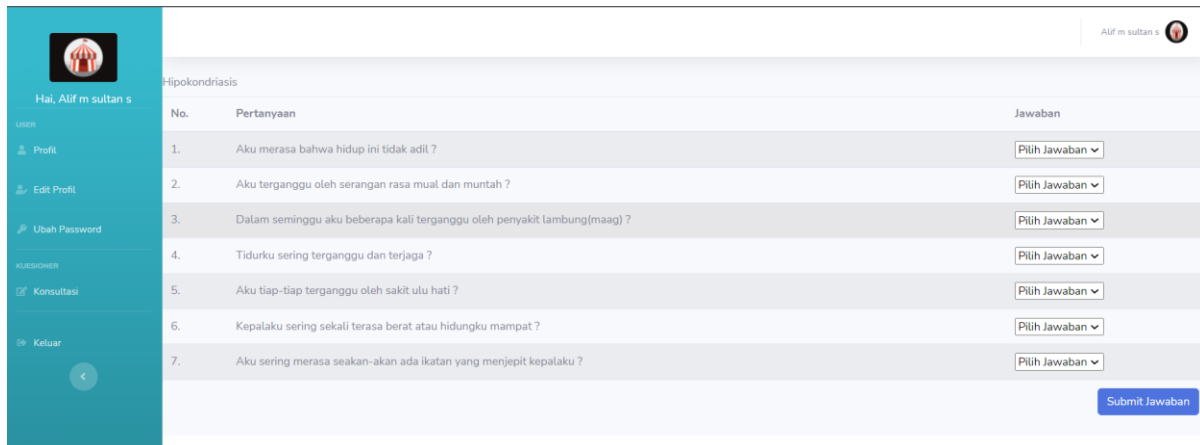 Alif m sultan s
Hai, Alif m sultan s
USER
Profil
Edit Profil
Ubah Password
KUESIONER
Konsultasi
Keluar
Hipokondriasis
No. Pertanyaan Jawaban
1. Aku merasa bahwa hidup ini tidak adil ? Pilih Jawaban
2. Aku terganggu oleh serangan rasa mual dan muntah ? Pilih Jawaban
3. Dalam seminggu aku beberapa kali terganggu oleh penyakit lambung(maag) ? Pilih Jawaban
4. Tidurku sering terganggu dan terjaga ? Pilih Jawaban
5. Aku tiap-tiap terganggu oleh sakit ulu hati ? Pilih Jawaban
6. Kepalaku sering sekali terasa berat atau hidungku mampat ? Pilih Jawaban
7. Aku sering merasa seakan-akan ada ikatan yang menjepit kepalaku ? Pilih Jawaban
Submit Jawaban